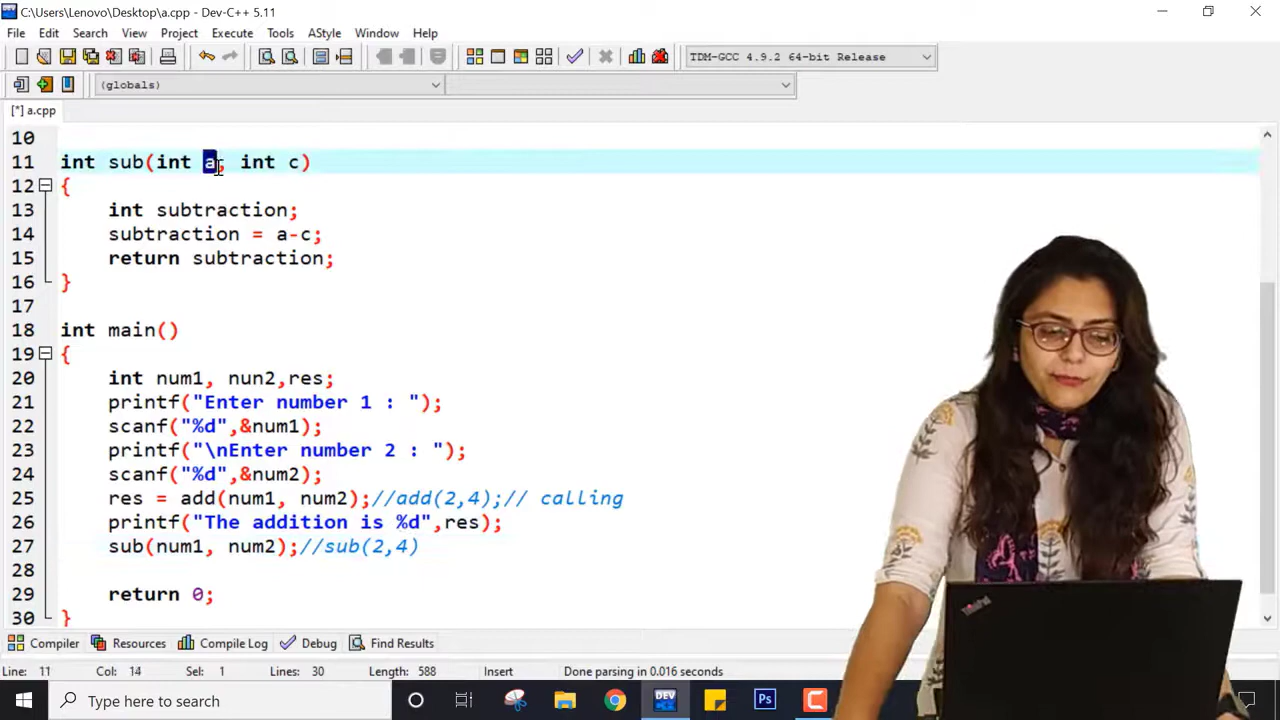 C:\Users\Lenovo\Desktop\a.cpp - Dev-C++ 5.11
File Edit Search View Project Execute Tools AStyle Window Help
TDM-GCC 4.9.2 64-bit Release
(globals)
[*] a.cpp
10
11 int sub(int a, int c)
12 {
13 int subtraction;
14 subtraction = a-c;
15 return subtraction;
16 }
17
18 int main()
19 {
20 int num1, nun2,res;
21 printf("Enter number 1 : ");
22 scanf("%d",&num1);
23 printf("\nEnter number 2 : ");
24 scanf("%d",&num2);
25 res = add(num1, num2);//add(2,4);// calling
26 printf("The addition is %d",res);
27 sub(num1, num2);//sub(2,4)
28
29 return 0;
30 }
Compiler Resources Compile Log Debug Find Results
Line: 11 Col: 14 Sel: 1 Lines: 30 Length: 588 Insert Done parsing in 0.016 seconds
Type here to search
DEV
Ps
ThinkPad